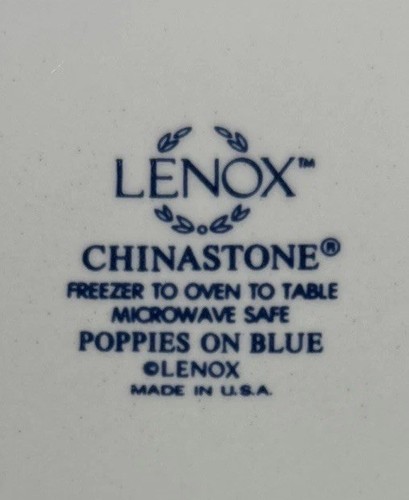 LENOX™
CHINASTONE®
FREEZER TO OVEN TO TABLE
MICROWAVE SAFE
POPPIES ON BLUE
©LENOX
MADE IN U.S.A.